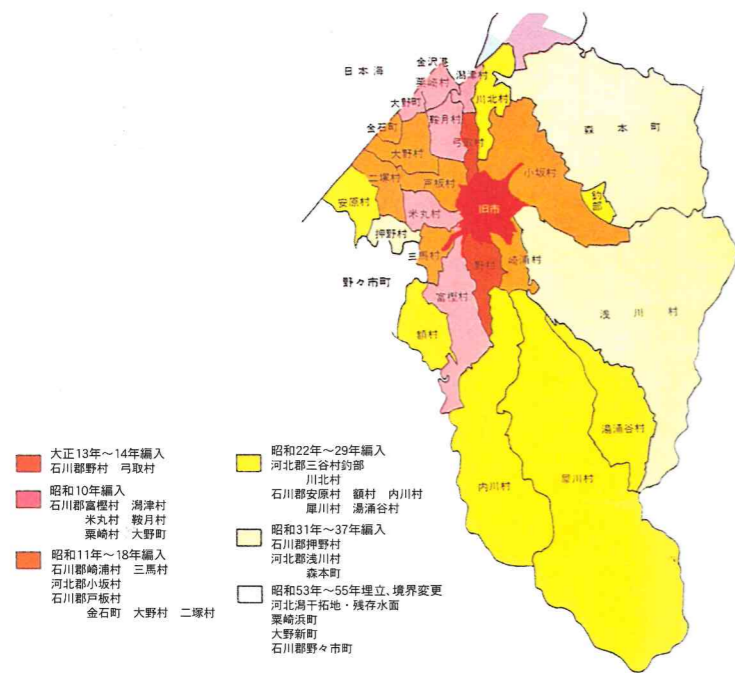 日本海
金沢港
粟崎村
潟津村
大野町
川北村
鞍月村
金石町
弓取村
森本町
大野村
小坂村
二塚村
戸板村
安原村
釣部
米丸村
旧市
押野村
三馬村
野村
崎浦村
野々市町
富樫村
浅川村
額村
湯涌谷村
内川村
犀川村
大正13年～14年編入
石川郡野村 弓取村
昭和10年編入
石川郡富樫村 潟津村
米丸村 鞍月村
粟崎村 大野町
昭和11年～18年編入
石川郡崎浦村 三馬村
河北郡小坂村
石川郡戸板村
金石町 大野村 二塚村
昭和22年～29年編入
河北郡三谷村釣部
川北村
石川郡安原村 額村 内川村
犀川村 湯涌谷村
昭和31年～37年編入
石川郡押野村
河北郡浅川村
森本町
昭和53年～55年埋立、境界変更
河北潟干拓地・残存水面
粟崎浜町
大野新町
石川郡野々市町